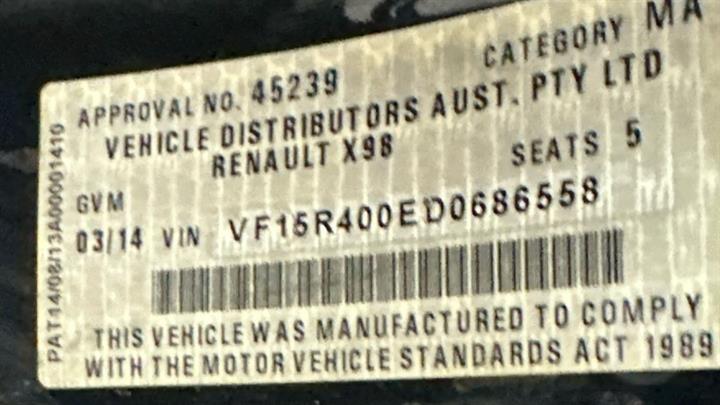 CATEGORY MA
APPROVAL NO. 45239
VEHICLE DISTRIBUTORS AUST. PTY LTD
RENAULT X98
SEATS 5
GVM
03/14 VIN VF15R400ED0686558
THIS VEHICLE WAS MANUFACTURED TO COMPLY
WITH THE MOTOR VEHICLE STANDARDS ACT 1989
PAT14/08/13A00001410